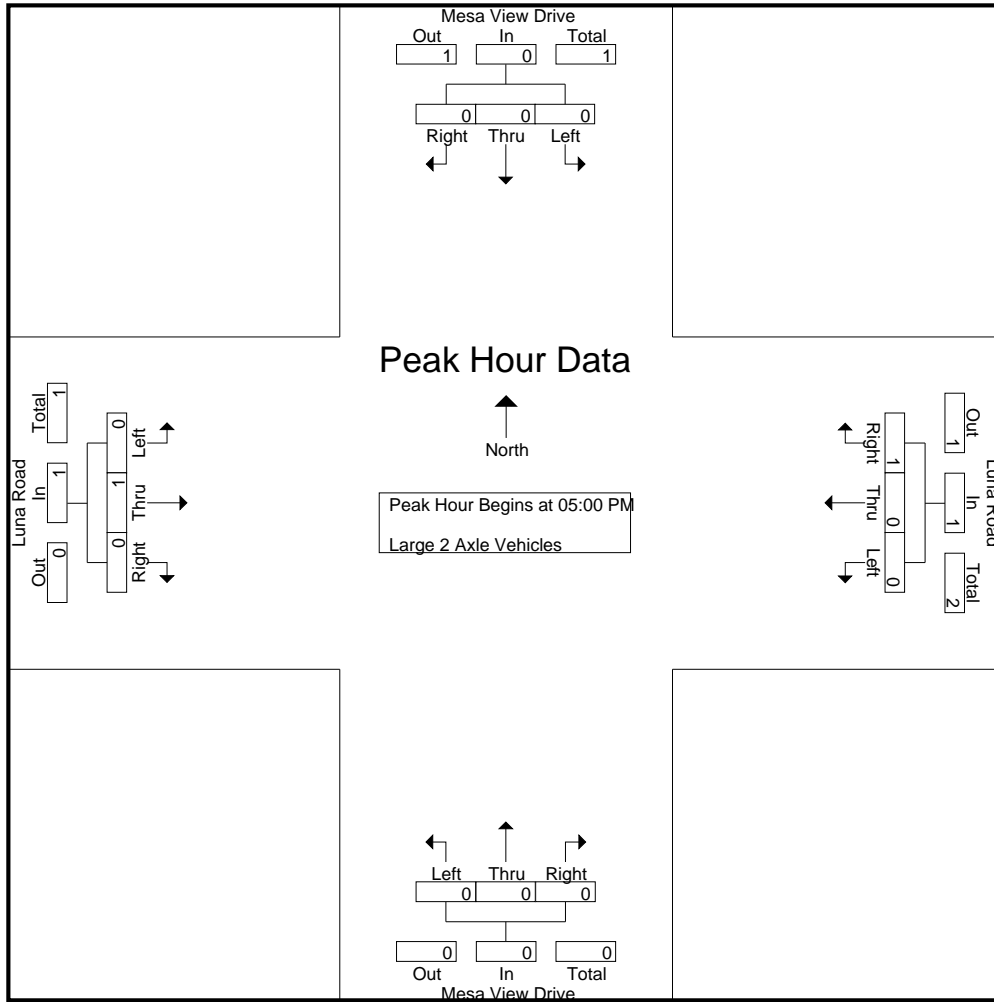 Mesa View Drive
Out In Total
1 0 1
0 0 0
Right Thru Left
Peak Hour Data
North
Peak Hour Begins at 05:00 PM
Large 2 Axle Vehicles
Luna Road
Total In Out
1 1 0
0 1 0
Left Thru Right
Luna Road
Out In Total
1 1 2
1 0 0
Right Thru Left
Left Thru Right
0 0 0
0 0 0
Out In Total
Mesa View Drive